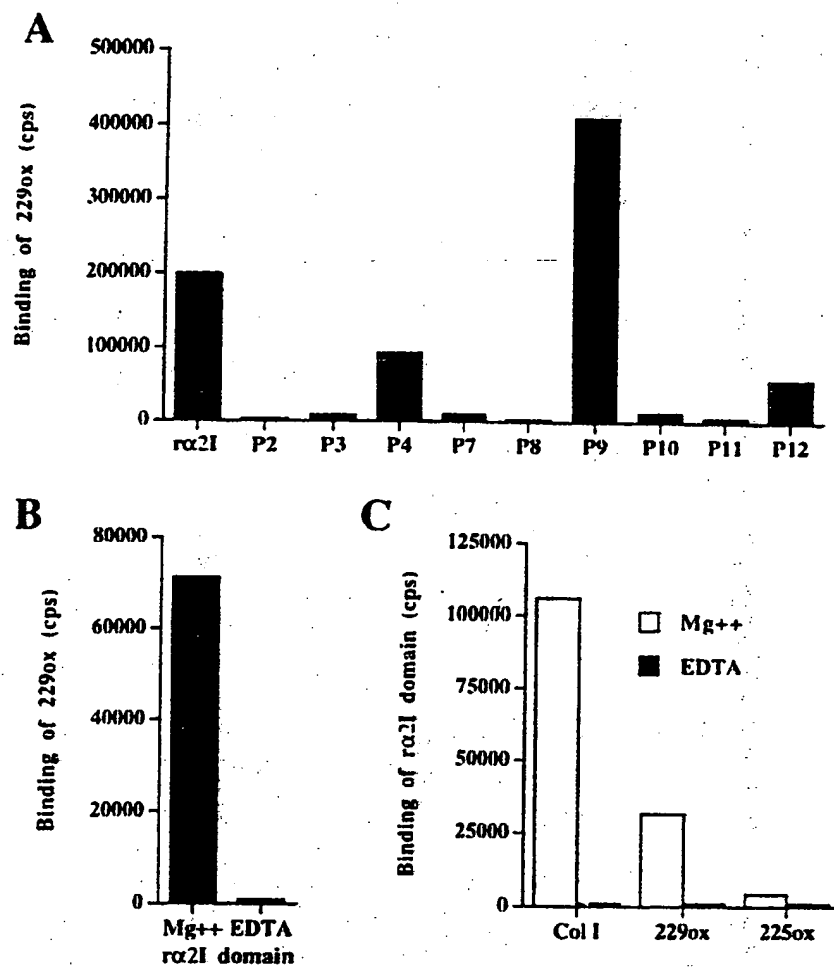 A
500000
400000
300000
200000
100000
0
Binding of 229ox (cps)
rα2I P2 P3 P4 P7 P8 P9 P10 P11 P12
B
80000
60000
40000
20000
0
Binding of 229ox (cps)
Mg++ EDTA
rα2I domain
C
125000
100000
75000
50000
25000
0
Binding of rα2I domain (cps)
Mg++
EDTA
Col I 229ox 225ox